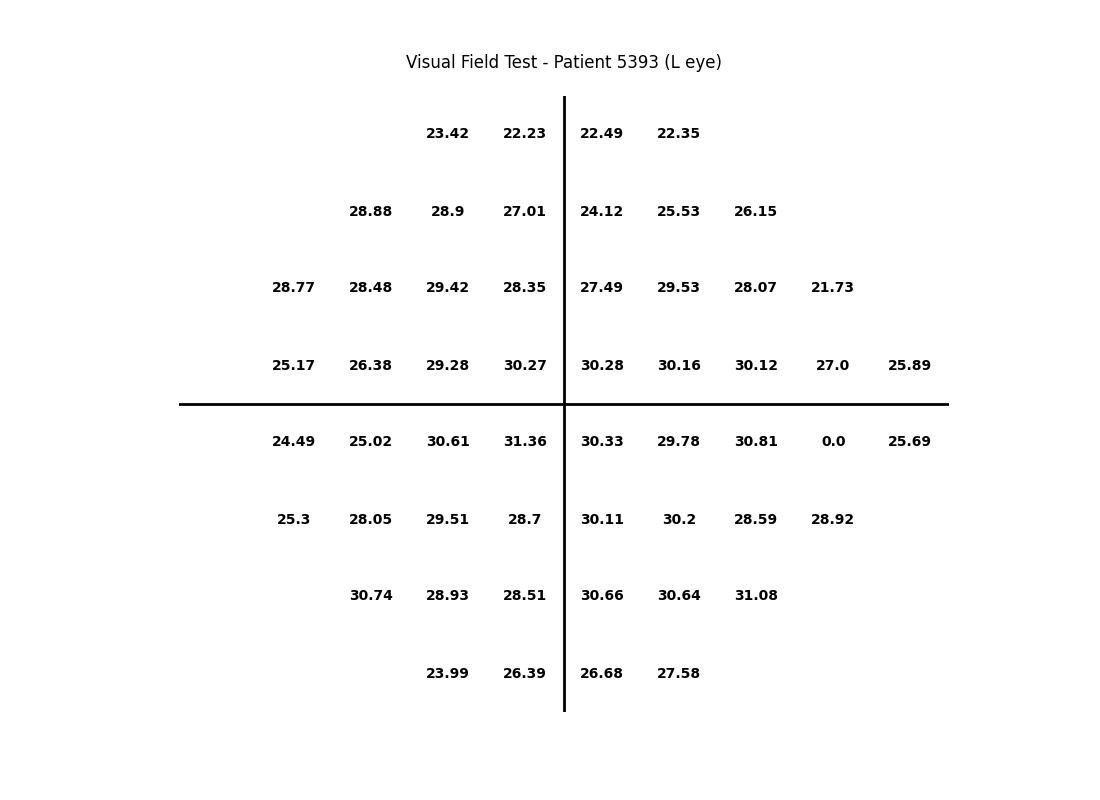 Visual Field Test - Patient 5393 (L eye)
23.42 22.23 22.49 22.35
28.88 28.9 27.01 24.12 25.53 26.15
28.77 28.48 29.42 28.35 27.49 29.53 28.07 21.73
25.17 26.38 29.28 30.27 30.28 30.16 30.12 27.0 25.89
24.49 25.02 30.61 31.36 30.33 29.78 30.81 0.0 25.69
25.3 28.05 29.51 28.7 30.11 30.2 28.59 28.92
30.74 28.93 28.51 30.66 30.64 31.08
23.99 26.39 26.68 27.58